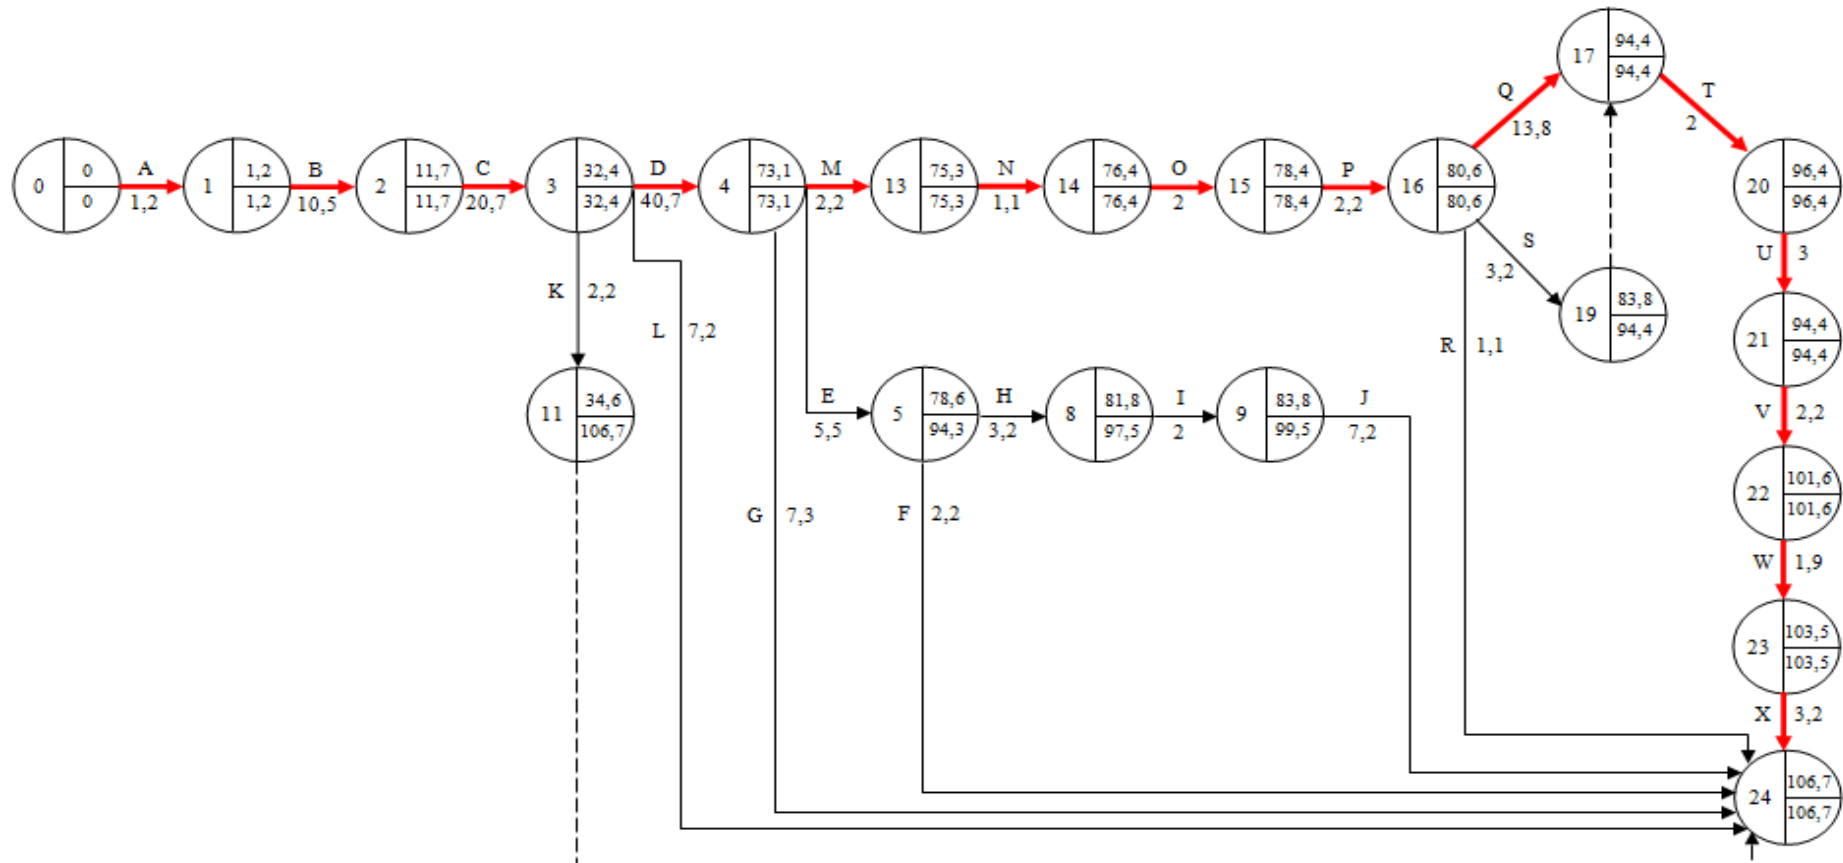 17 94,4
94,4
Q T
13,8 2
0 0 A 1 1,2 B 2 11,7 C 3 32,4 D 4 73,1 M 13 75,3 N 14 76,4 O 15 78,4 P 16 80,6 20 96,4
0 1,2 1,2 10,5 11,7 20,7 32,4 40,7 73,1 2,2 75,3 1,1 76,4 2 78,4 2,2 80,6 96,4
S U 3
3,2
K 2,2 19 83,8
94,4
L 7,2 R 1,1 21 94,4
94,4
11 34,6 E 5 78,6 H 8 81,8 I 9 83,8 J V 2,2
106,7 5,5 94,3 3,2 97,5 2 99,5 7,2
22 101,6
101,6
G 7,3 F 2,2
W 1,9
23 103,5
103,5
X 3,2
24 106,7
106,7